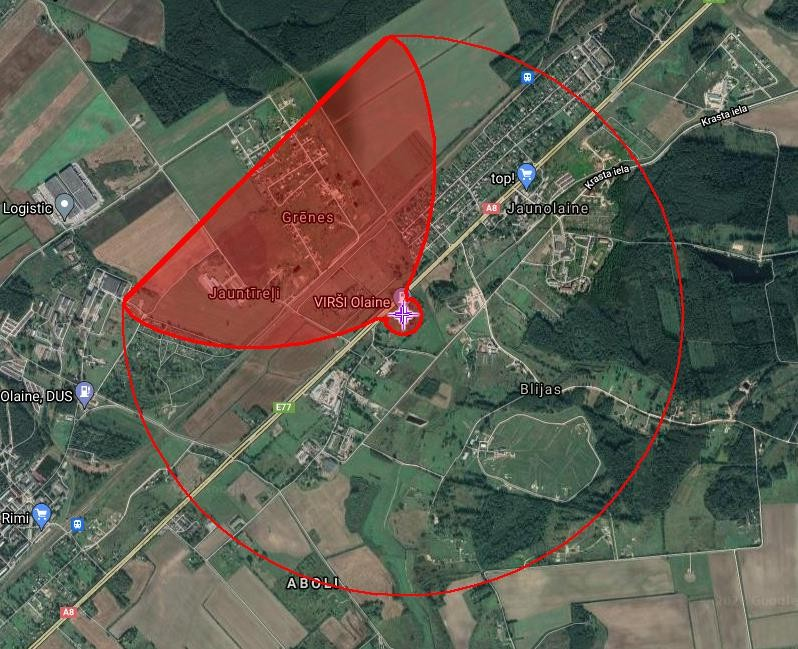 Krasta iela
Krasta iela
top!
Logistic
A8
Jaunolaine
Grēnes
Jauntīreļi
VIRŠI Olaine
Olaine, DUS
Blijas
E77
Rimi
ABOLI
A8